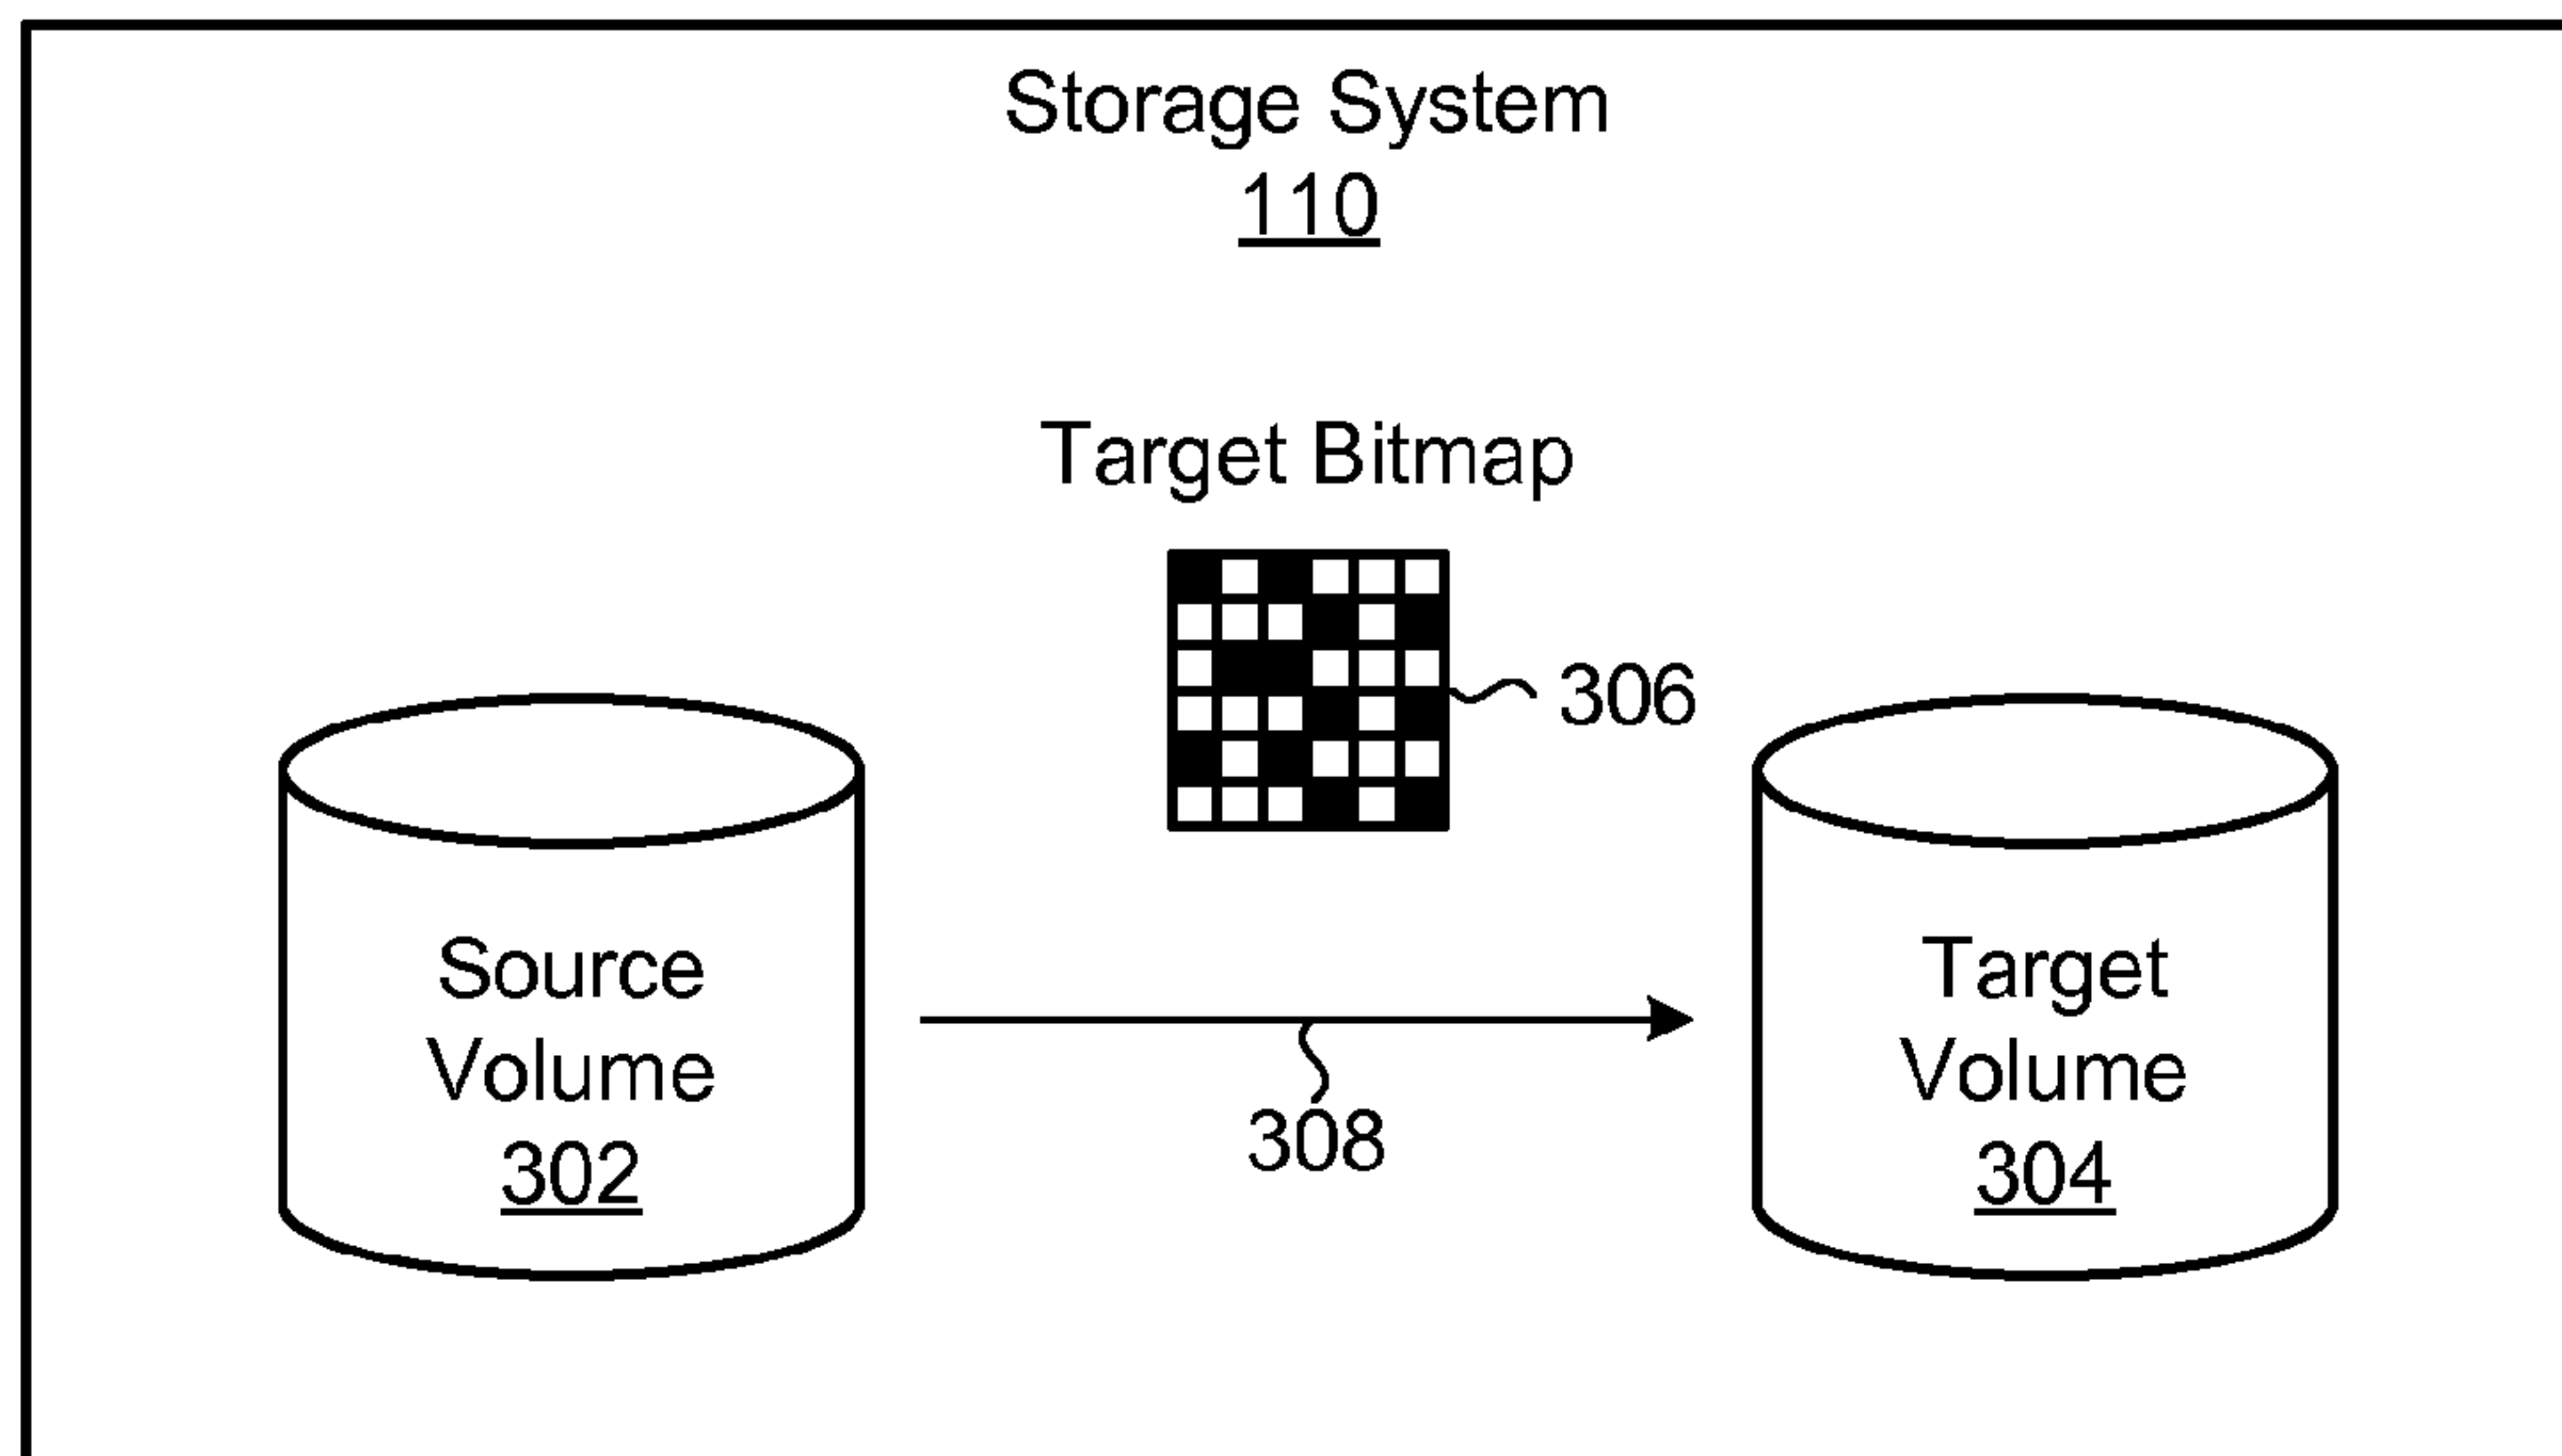 Storage System
110
Target Bitmap
306
Source
Volume
302
308
Target
Volume
304